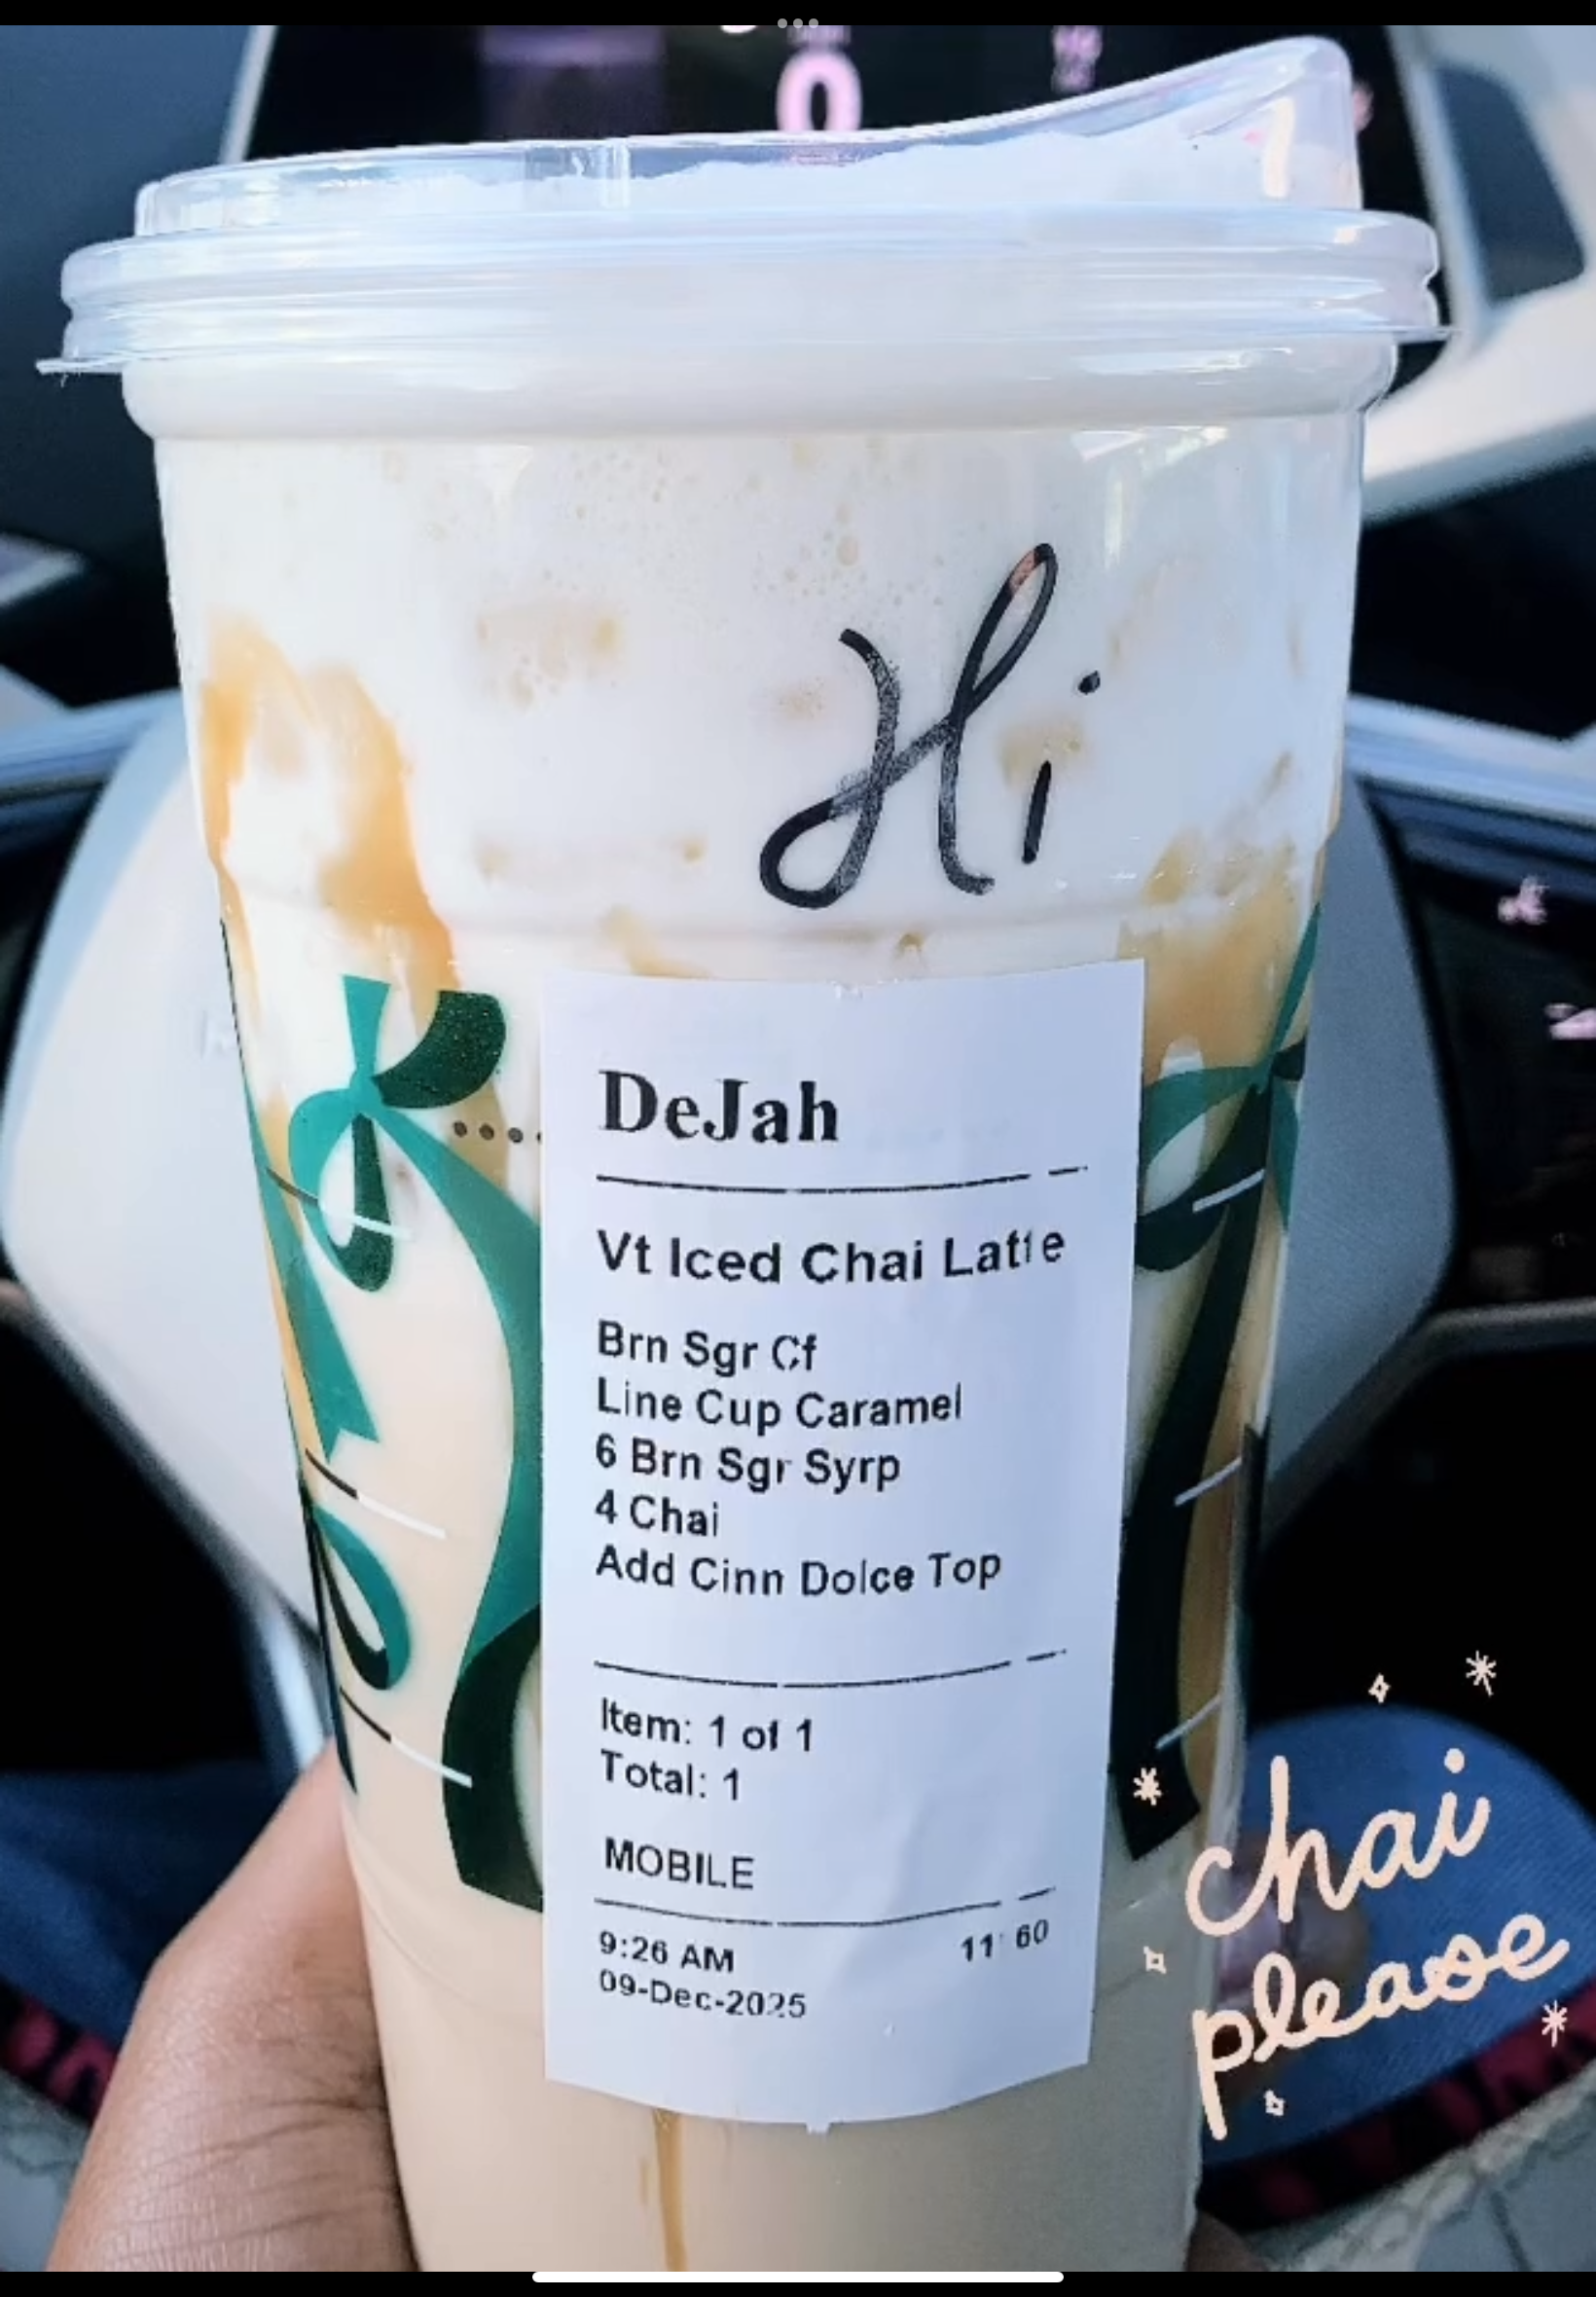 0
Hi
DeJah
Vt Iced Chai Latte
Brn Sgr Cf
Line Cup Caramel
6 Brn Sgr Syrp
4 Chai
Add Cinn Dolce Top
Item: 1 of 1
Total: 1
MOBILE
9:26 AM
09-Dec-2025
chai
please